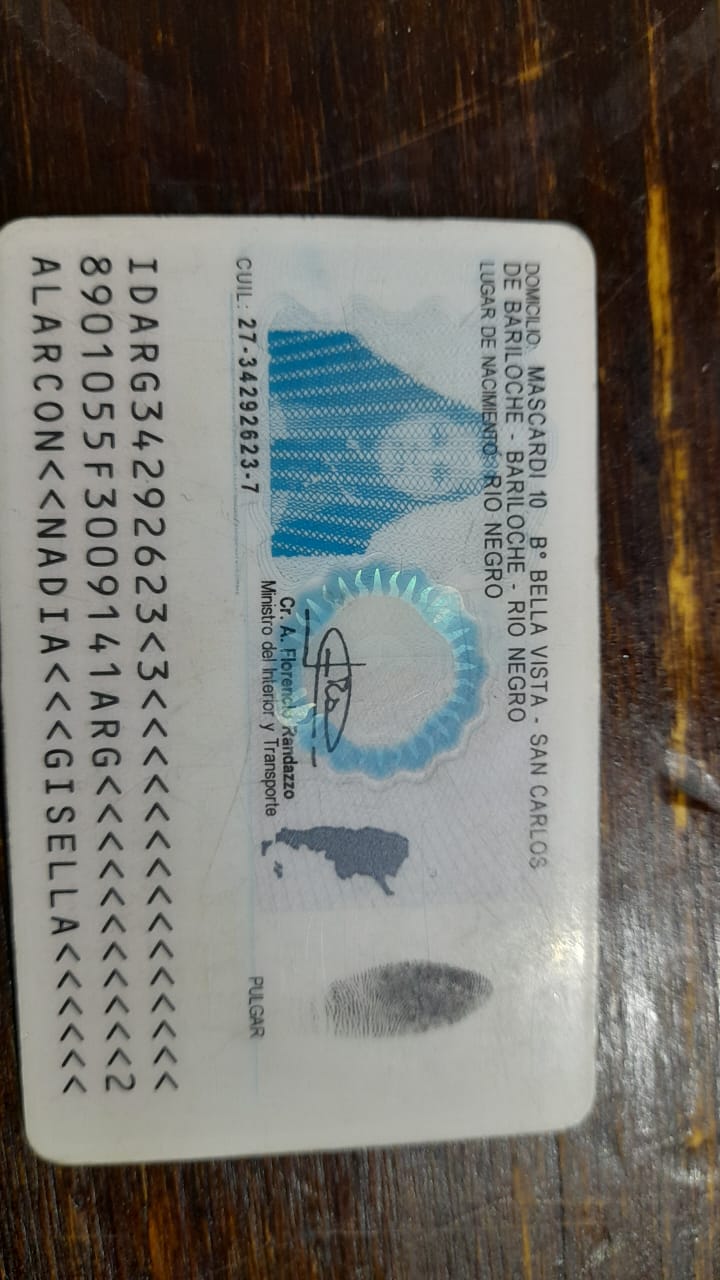 DOMICILIO: MASCARDI 10 B° BELLA VISTA - SAN CARLOS
DE BARILOCHE - BARILOCHE - RIO NEGRO
LUGAR DE NACIMIENTO: RIO NEGRO
Cr. A. Florencio Randazzo
Ministro del Interior y Transporte
CUIL: 27-34292623-7
PULGAR
IDARG34292623<3<<<<<<<<<<<<<<<
8901055F3009141ARG<<<<<<<<<<<2
ALARCON<<NADIA<<<GISELLA<<<<<<<